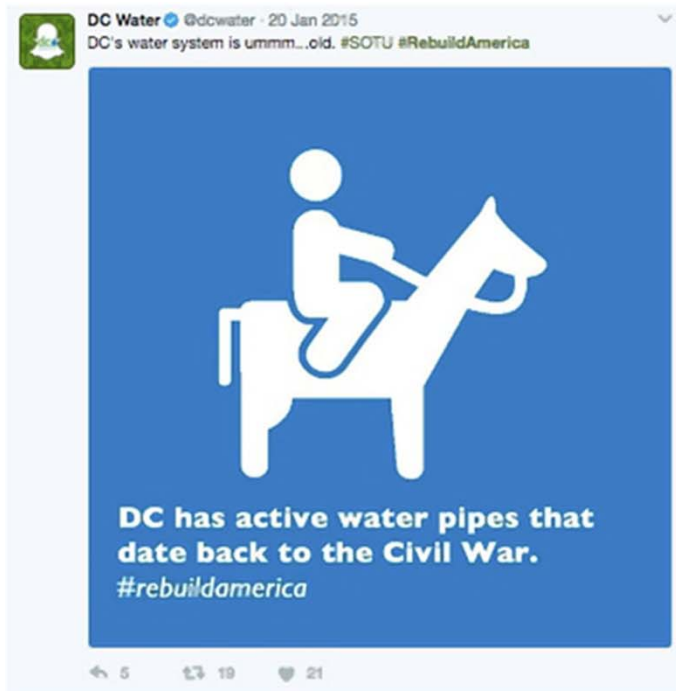 DC Water @dcwater · 20 Jan 2015
DC's water system is ummm...old. #SOTU #RebuildAmerica
DC has active water pipes that
date back to the Civil War.
#rebuildamerica
5 19 21